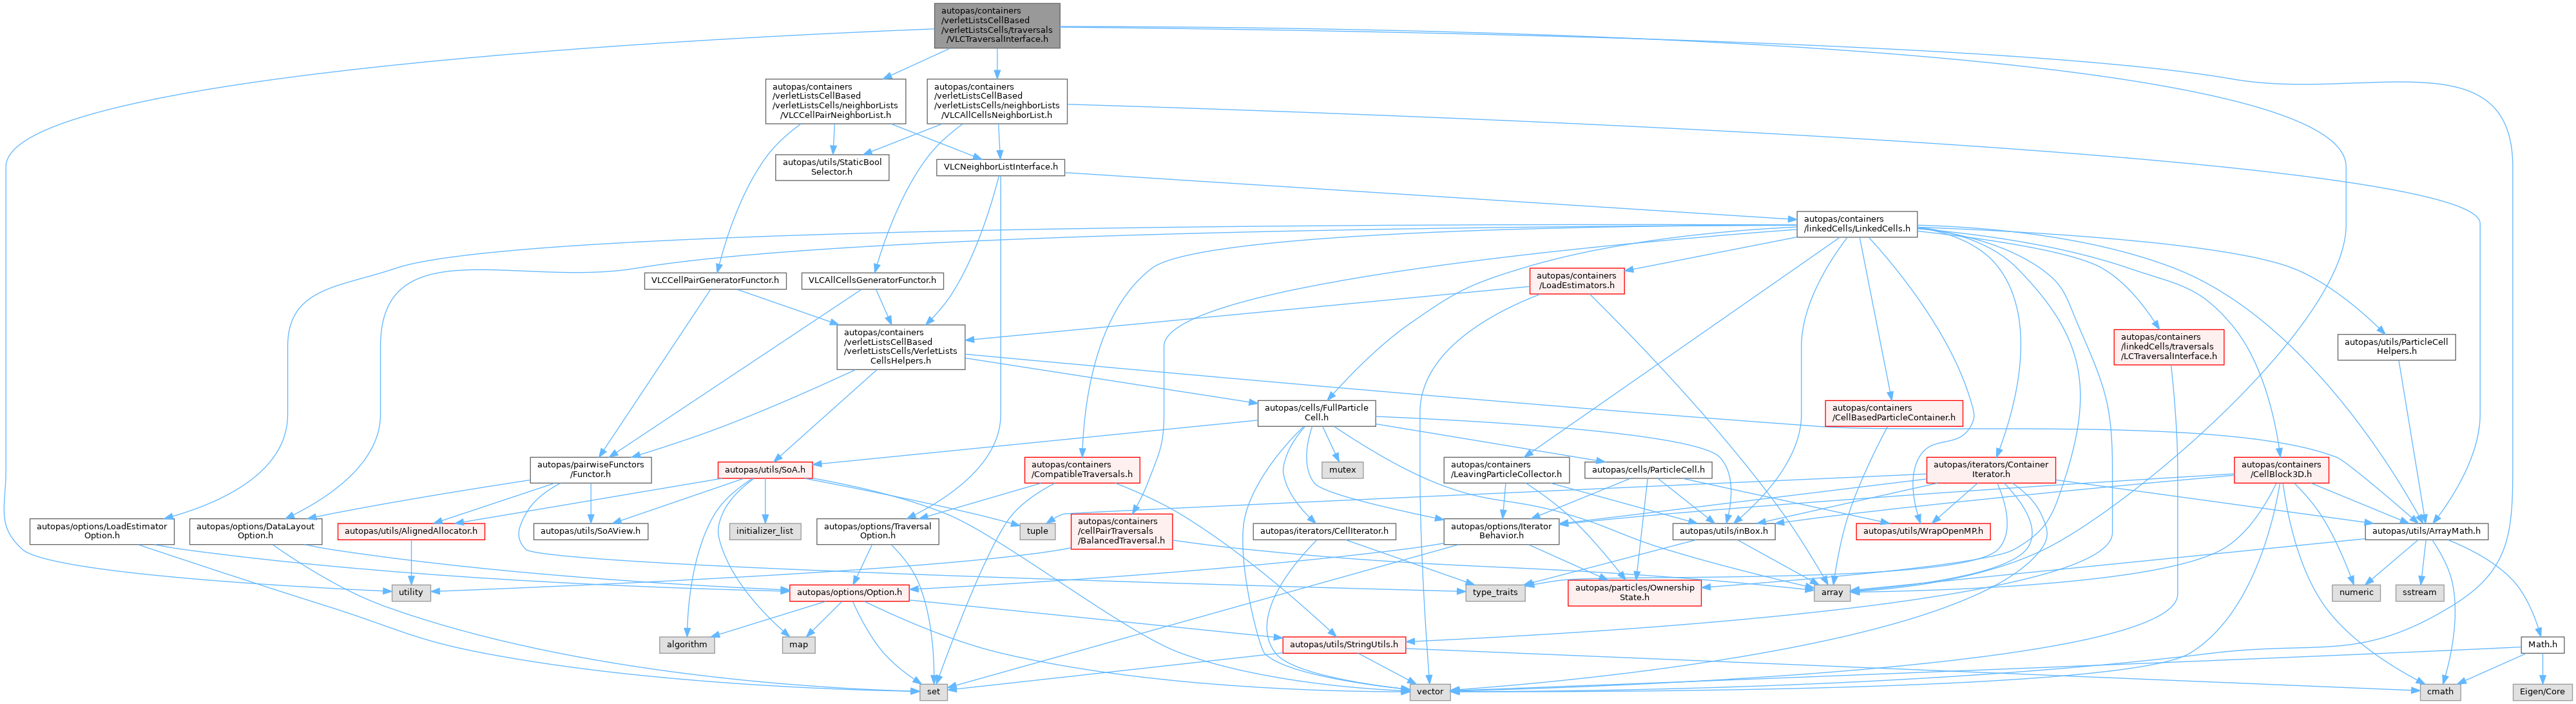 autopas/containers
/verletListsCellBased
/verletListsCells/traversals
/VLCTraversalInterface.h
autopas/containers
/verletListsCellBased
/verletListsCells/neighborLists
/VLCCellPairNeighborList.h
autopas/containers
/verletListsCellBased
/verletListsCells/neighborLists
/VLCAllCellsNeighborList.h
autopas/utils/StaticBool
Selector.h
VLCNeighborListInterface.h
autopas/containers
/linkedCells/LinkedCells.h
VLCCellPairGeneratorFunctor.h
VLCAllCellsGeneratorFunctor.h
autopas/containers
/LoadEstimators.h
autopas/containers
/verletListsCellBased
/verletListsCells/VerletLists
CellsHelpers.h
autopas/containers
/linkedCells/traversals
/LCTraversalInterface.h
autopas/utils/ParticleCell
Helpers.h
autopas/cells/FullParticle
Cell.h
autopas/containers
/CellBasedParticleContainer.h
autopas/pairwiseFunctors
/Functor.h
autopas/utils/SoA.h
autopas/containers
/CompatibleTraversals.h
mutex
autopas/containers
/LeavingParticleCollector.h
autopas/cells/ParticleCell.h
autopas/iterators/Container
Iterator.h
autopas/containers
/CellBlock3D.h
autopas/options/LoadEstimator
Option.h
autopas/options/DataLayout
Option.h
autopas/utils/AlignedAllocator.h
autopas/utils/SoAView.h
initializer_list
autopas/options/Traversal
Option.h
tuple
autopas/containers
/cellPairTraversals
/BalancedTraversal.h
autopas/iterators/CellIterator.h
autopas/options/Iterator
Behavior.h
autopas/utils/inBox.h
autopas/utils/WrapOpenMP.h
autopas/utils/ArrayMath.h
utility
autopas/options/Option.h
type_traits
autopas/particles/Ownership
State.h
array
numeric
sstream
algorithm
map
autopas/utils/StringUtils.h
Math.h
set
vector
cmath
Eigen/Core